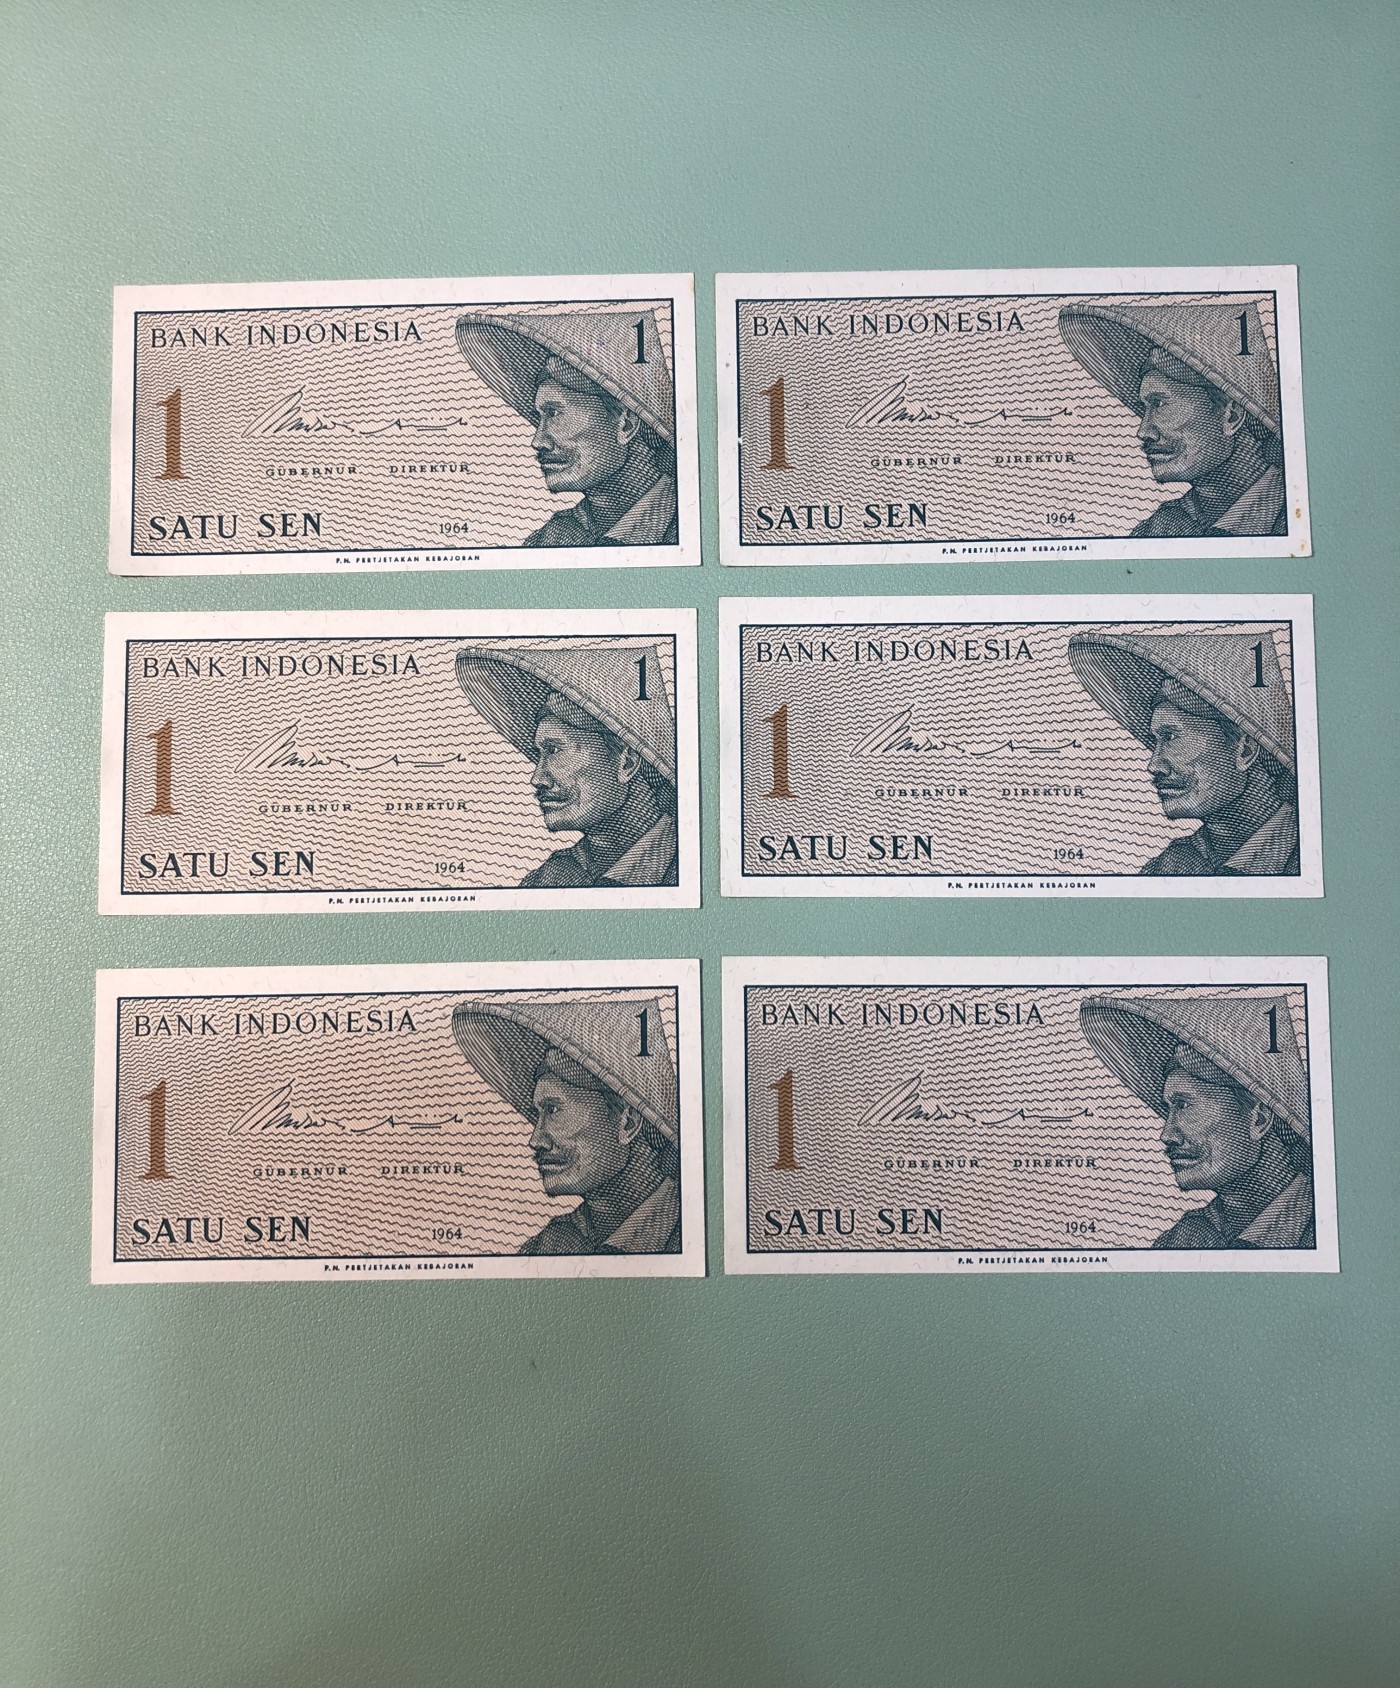 BANK INDONESIA 1
1
GUBERNUR DIREKTUR
SATU SEN 1964
P.N. PERTJETAKAN KEBAJORAN
BANK INDONESIA 1
1
GUBERNUR DIREKTUR
SATU SEN 1964
P.N. PERTJETAKAN KEBAJORAN
BANK INDONESIA 1
1
GUBERNUR DIREKTUR
SATU SEN 1964
P.N. PERTJETAKAN KEBAJORAN
BANK INDONESIA 1
1
GUBERNUR DIREKTUR
SATU SEN 1964
P.N. PERTJETAKAN KEBAJORAN
BANK INDONESIA 1
1
GUBERNUR DIREKTUR
SATU SEN 1964
P.N. PERTJETAKAN KEBAJORAN
BANK INDONESIA 1
1
GUBERNUR DIREKTUR
SATU SEN 1964
P.N. PERTJETAKAN KEBAJORAN